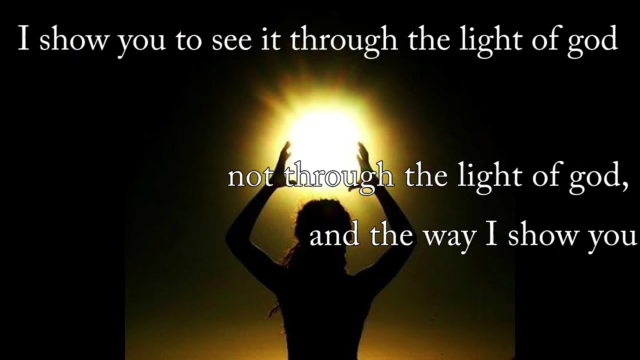 I show you to see it through the light of god
not through the light of god,
and the way I show you